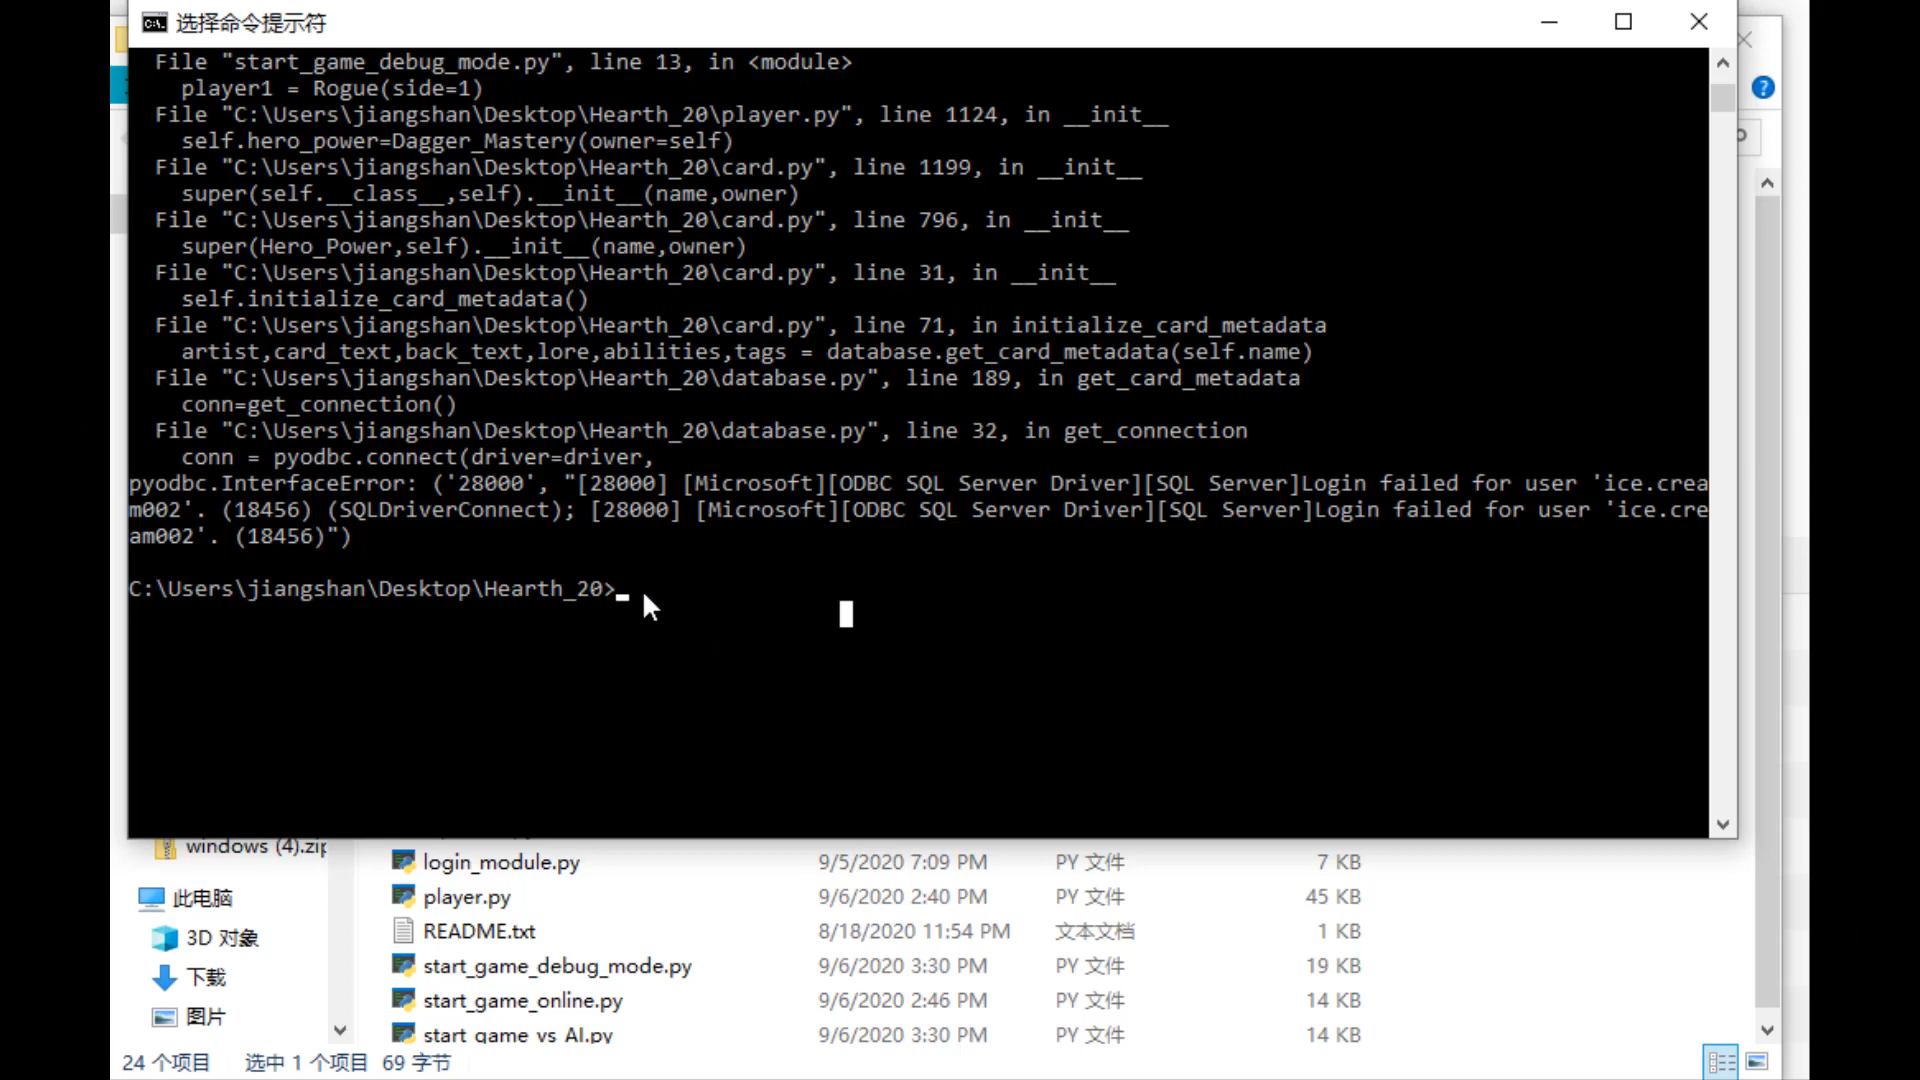 选择命令提示符
File "start_game_debug_mode.py", line 13, in <module>
player1 = Rogue(side=1)
File "C:\Users\jiangshan\Desktop\Hearth_20\player.py", line 1124, in __init__
self.hero_power=Dagger_Mastery(owner=self)
File "C:\Users\jiangshan\Desktop\Hearth_20\card.py", line 1199, in __init__
super(self.__class__,self).__init__(name,owner)
File "C:\Users\jiangshan\Desktop\Hearth_20\card.py", line 796, in __init__
super(Hero_Power,self).__init__(name,owner)
File "C:\Users\jiangshan\Desktop\Hearth_20\card.py", line 31, in __init__
self.initialize_card_metadata()
File "C:\Users\jiangshan\Desktop\Hearth_20\card.py", line 71, in initialize_card_metadata
artist,card_text,back_text,lore,abilities,tags = database.get_card_metadata(self.name)
File "C:\Users\jiangshan\Desktop\Hearth_20\database.py", line 189, in get_card_metadata
conn=get_connection()
File "C:\Users\jiangshan\Desktop\Hearth_20\database.py", line 32, in get_connection
conn = pyodbc.connect(driver=driver,
pyodbc.InterfaceError: ('28000', "[28000] [Microsoft][ODBC SQL Server Driver][SQL Server]Login failed for user 'ice.crea
m002'. (18456) (SQLDriverConnect); [28000] [Microsoft][ODBC SQL Server Driver][SQL Server]Login failed for user 'ice.cre
am002'. (18456)")
C:\Users\jiangshan\Desktop\Hearth_20>
windows (4).zip
login_module.py 9/5/2020 7:09 PM PY 文件 7 KB
此电脑
player.py 9/6/2020 2:40 PM PY 文件 45 KB
3D 对象
README.txt 8/18/2020 11:54 PM 文本文档 1 KB
下载
start_game_debug_mode.py 9/6/2020 3:30 PM PY 文件 19 KB
图片
start_game_online.py 9/6/2020 2:46 PM PY 文件 14 KB
start_game_vs_AI.py 9/6/2020 3:30 PM PY 文件 14 KB
24 个项目 选中 1 个项目 69 字节